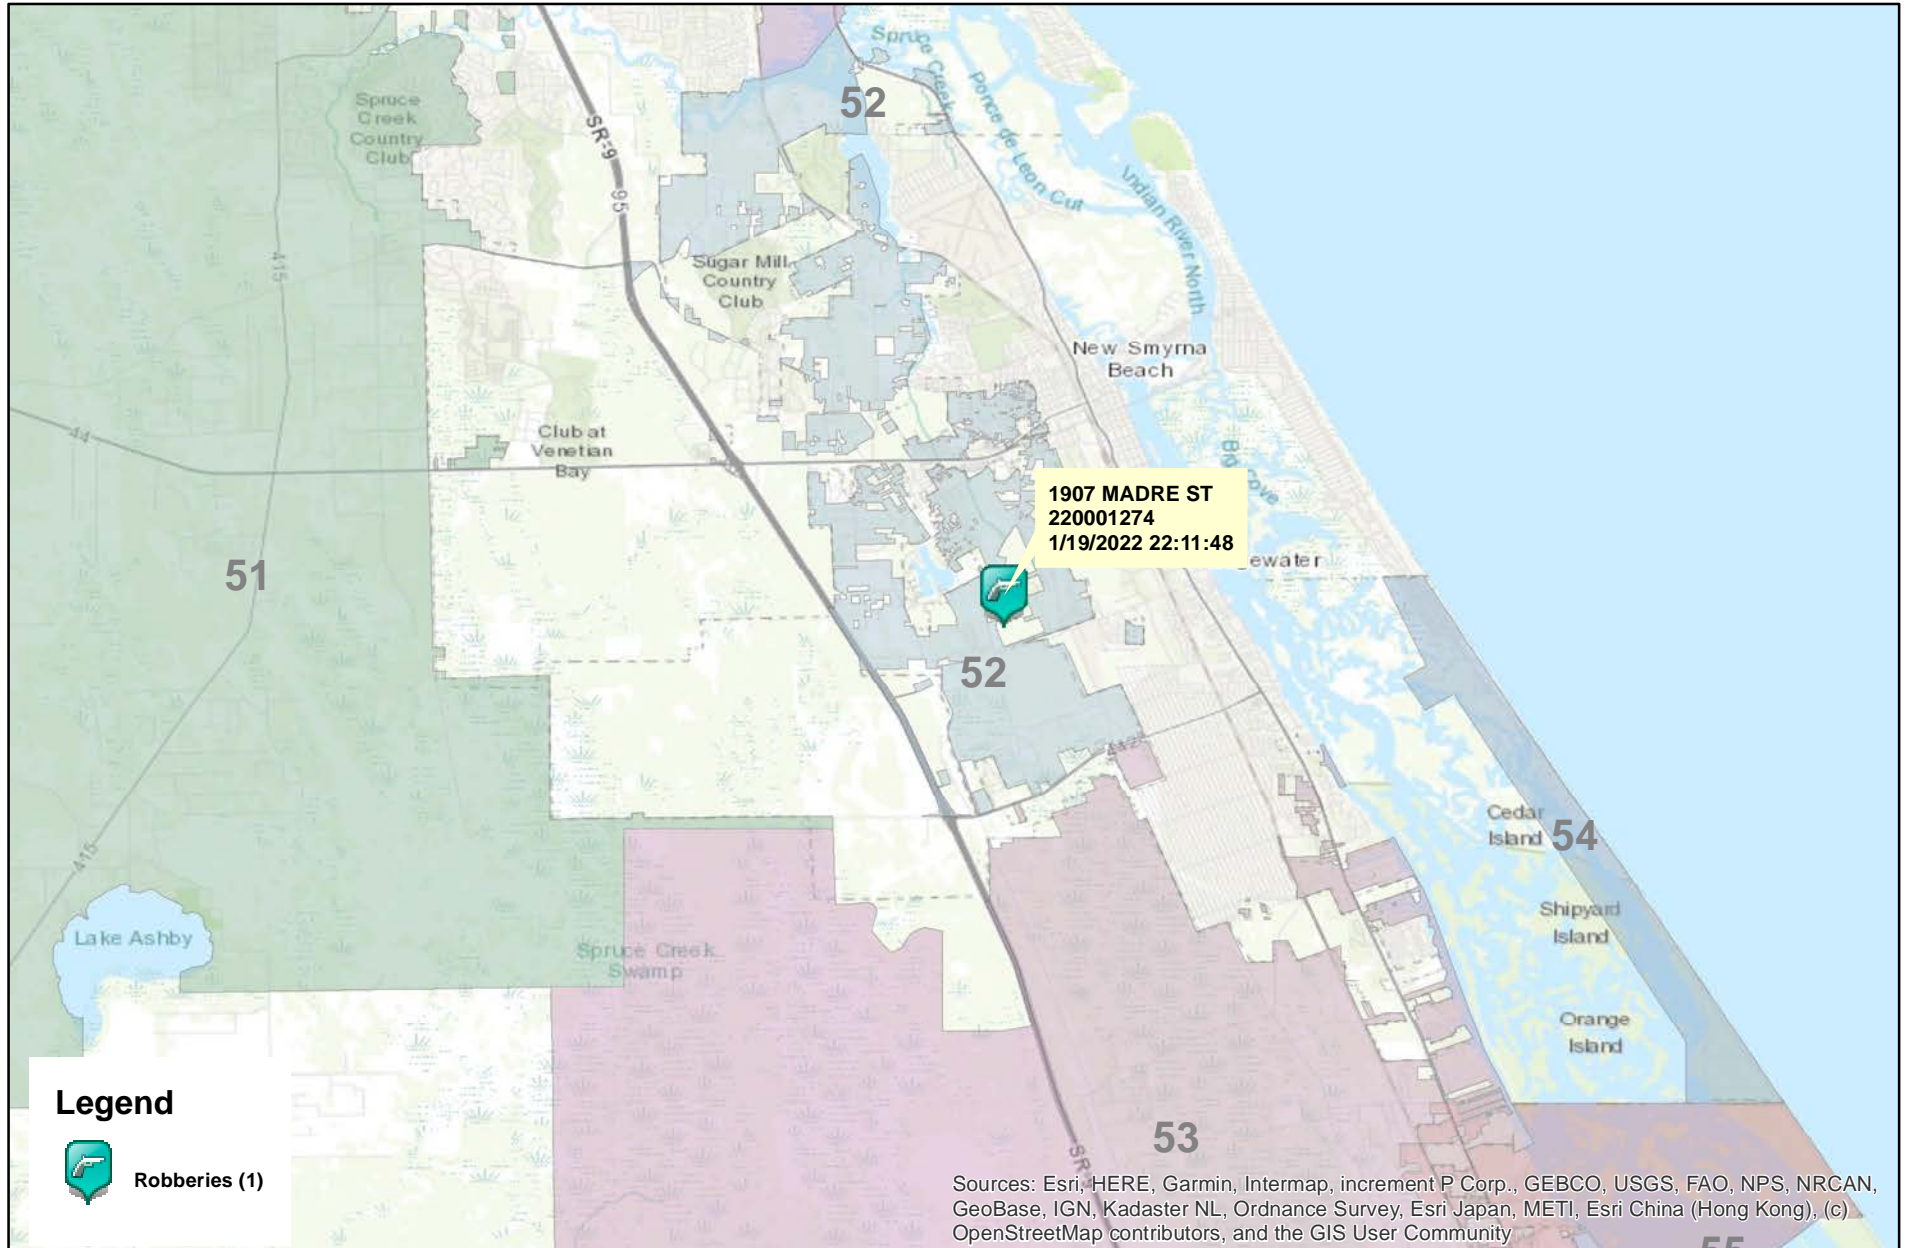 Spruce Creek
52
Spruce
Creek
Country
Club
SR-9
95
Ponce de Leon Cut
Indian River North
415
Sugar Mill
Country
Club
New Smyrna
Beach
44
Club at
Venetian
Bay
1907 MADRE ST
220001274
1/19/2022 22:11:48
ewater
51
52
Cedar
Island
54
415
Shipyard
Island
Lake Ashby
Spruce Creek
Swamp
Orange
Island
Legend
Robberies (1)
53
SR-
Sources: Esri, HERE, Garmin, Intermap, increment P Corp., GEBCO, USGS, FAO, NPS, NRCAN,
GeoBase, IGN, Kadaster NL, Ordnance Survey, Esri Japan, METI, Esri China (Hong Kong), (c)
OpenStreetMap contributors, and the GIS User Community
55